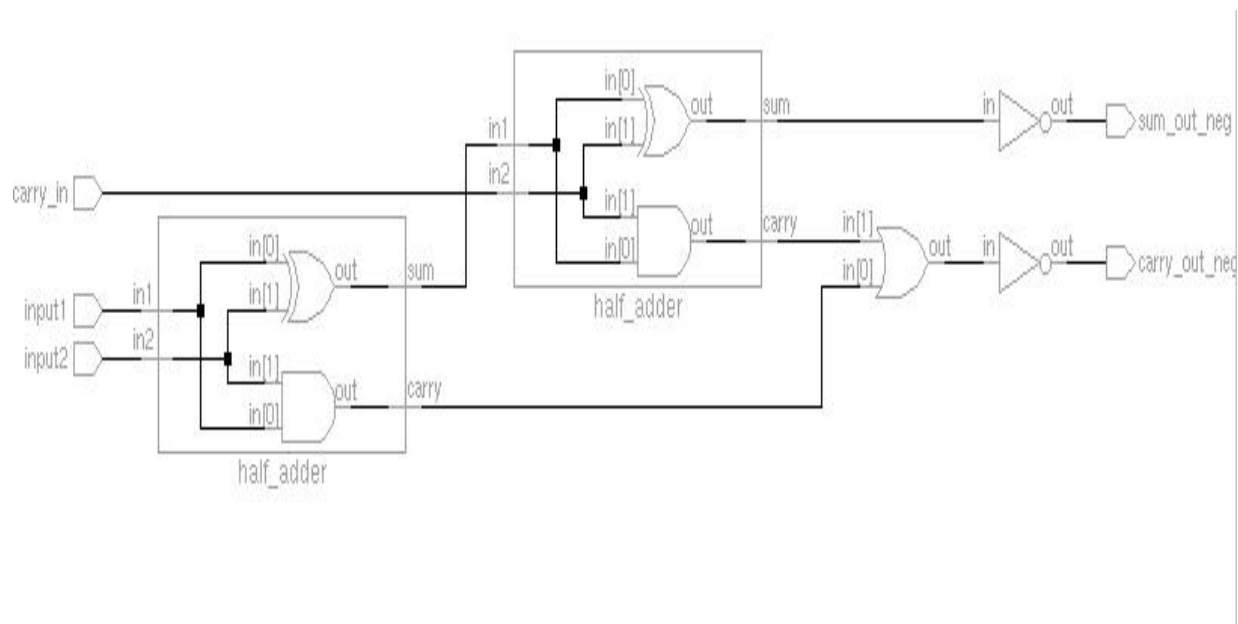 in[0]
out
sum
in
out
sum_out_neg
in1
in[1]
carry_in
in2
in[1]
out
carry
in[1]
out
in
out
carry_out_neg
in[0]
in[0]
half_adder
in[0]
out
sum
input1
in1
in[1]
input2
in2
in[1]
out
carry
in[0]
half_adder